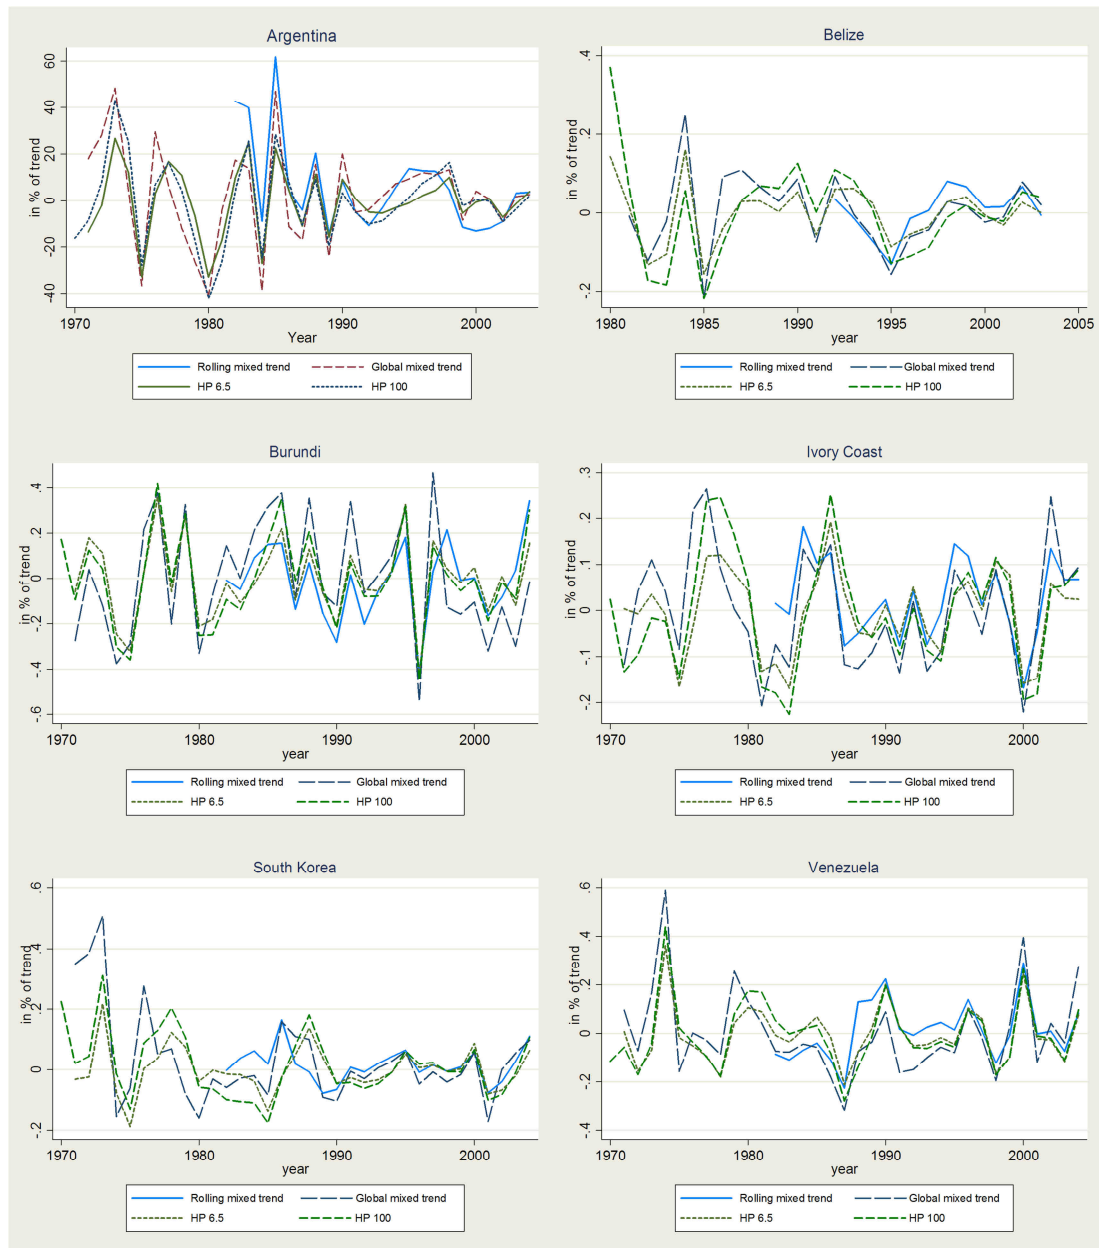 Argentina
in % of trend
60
40
20
0
-20
-40
1970
1980
1990
2000
Year
Rolling mixed trend
Global mixed trend
HP 6.5
HP 100
Belize
in % of trend
.4
.2
0
-.2
1980
1985
1990
1995
2000
2005
year
Rolling mixed trend
Global mixed trend
HP 6.5
HP 100
Burundi
in % of trend
.4
.2
0
-.2
-.4
-.6
1970
1980
1990
2000
year
Rolling mixed trend
Global mixed trend
HP 6.5
HP 100
Ivory Coast
in % of trend
.3
.2
.1
0
-.1
-.2
1970
1980
1990
2000
year
Rolling mixed trend
Global mixed trend
HP 6.5
HP 100
South Korea
in % of trend
.6
.4
.2
0
-.2
1970
1980
1990
2000
year
Rolling mixed trend
Global mixed trend
HP 6.5
HP 100
Venezuela
in % of trend
.6
.4
.2
0
-.2
-.4
1970
1980
1990
2000
year
Rolling mixed trend
Global mixed trend
HP 6.5
HP 100